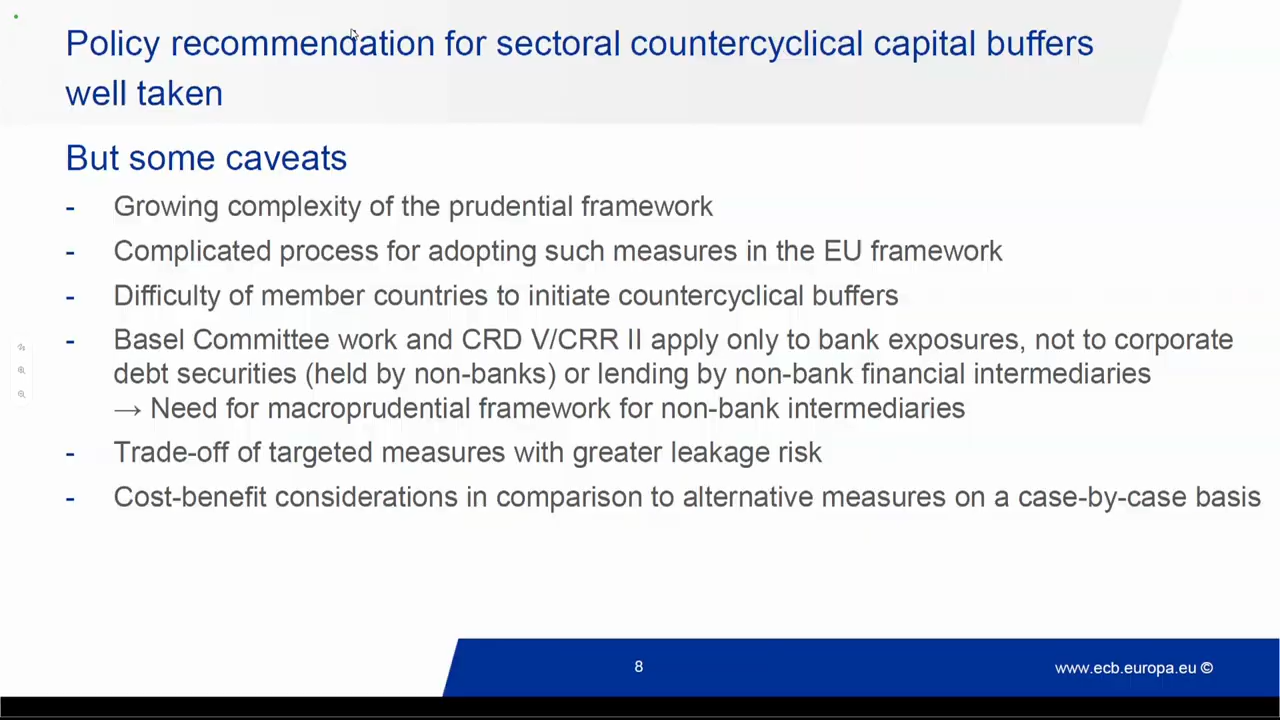 Policy recommendation for sectoral countercyclical capital buffers
well taken
But some caveats
- Growing complexity of the prudential framework
- Complicated process for adopting such measures in the EU framework
- Difficulty of member countries to initiate countercyclical buffers
- Basel Committee work and CRD V/CRR II apply only to bank exposures, not to corporate
debt securities (held by non-banks) or lending by non-bank financial intermediaries
→ Need for macroprudential framework for non-bank intermediaries
- Trade-off of targeted measures with greater leakage risk
- Cost-benefit considerations in comparison to alternative measures on a case-by-case basis
8
www.ecb.europa.eu ©